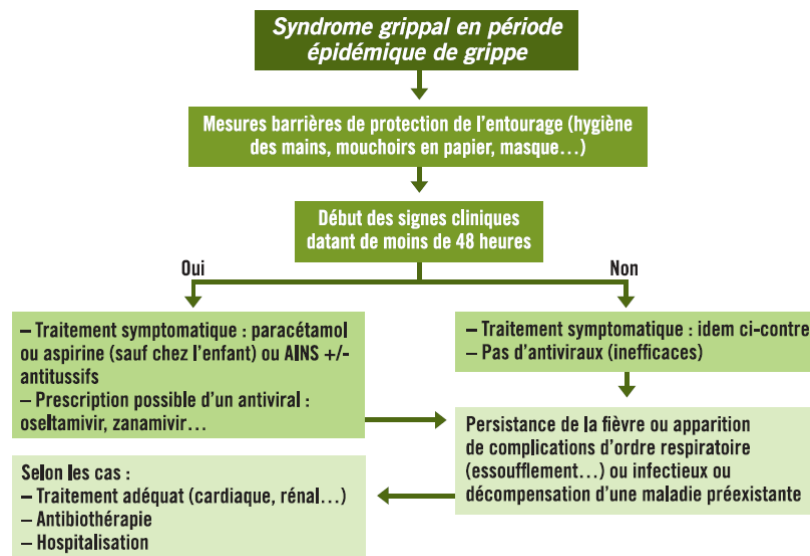 Syndrome grippal en période
épidémique de grippe
Mesures barrières de protection de l'entourage (hygiène
des mains, mouchoirs en papier, masque…)
Début des signes cliniques
datant de moins de 48 heures
Oui
Non
– Traitement symptomatique : paracétamol
ou aspirine (sauf chez l'enfant) ou AINS +/-
antitussifs
– Prescription possible d'un antiviral :
oseltamivir, zanamivir…
– Traitement symptomatique : idem ci-contre
– Pas d'antiviraux (inefficaces)
Persistance de la fièvre ou apparition
de complications d'ordre respiratoire
(essoufflement…) ou infectieux ou
décompensation d'une maladie préexistante
Selon les cas :
– Traitement adéquat (cardiaque, rénal…)
– Antibiothérapie
– Hospitalisation